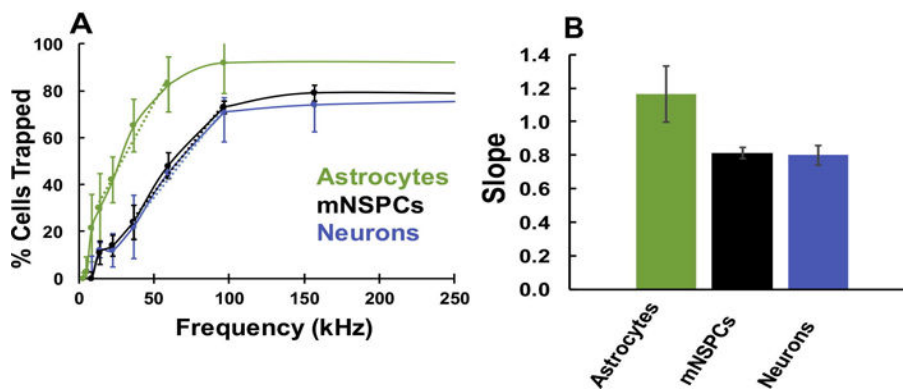 A
% Cells Trapped
100
80
60
40
20
0
0
50
100
150
200
250
Frequency (kHz)
Astrocytes
mNSPCs
Neurons
B
Slope
1.4
1.2
1.0
0.8
0.6
0.4
0.2
0.0
Astrocytes
mNSPCs
Neurons